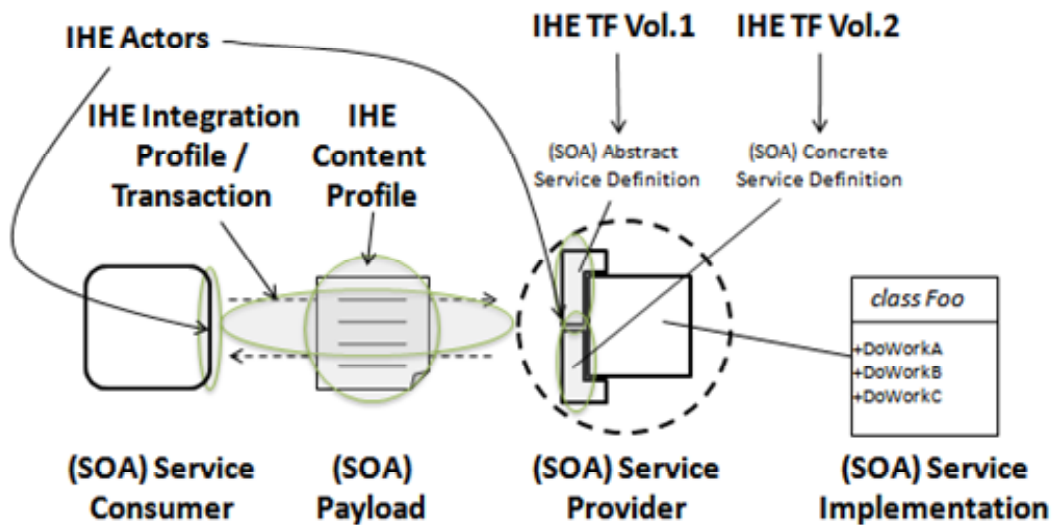 IHE Actors
IHE TF Vol.1
IHE TF Vol.2
IHE Integration
Profile /
Transaction
IHE
Content
Profile
(SOA) Abstract
Service Definition
(SOA) Concrete
Service Definition
class Foo
+DoWorkA
+DoWorkB
+DoWorkC
(SOA) Service
Consumer
(SOA)
Payload
(SOA) Service
Provider
(SOA) Service
Implementation